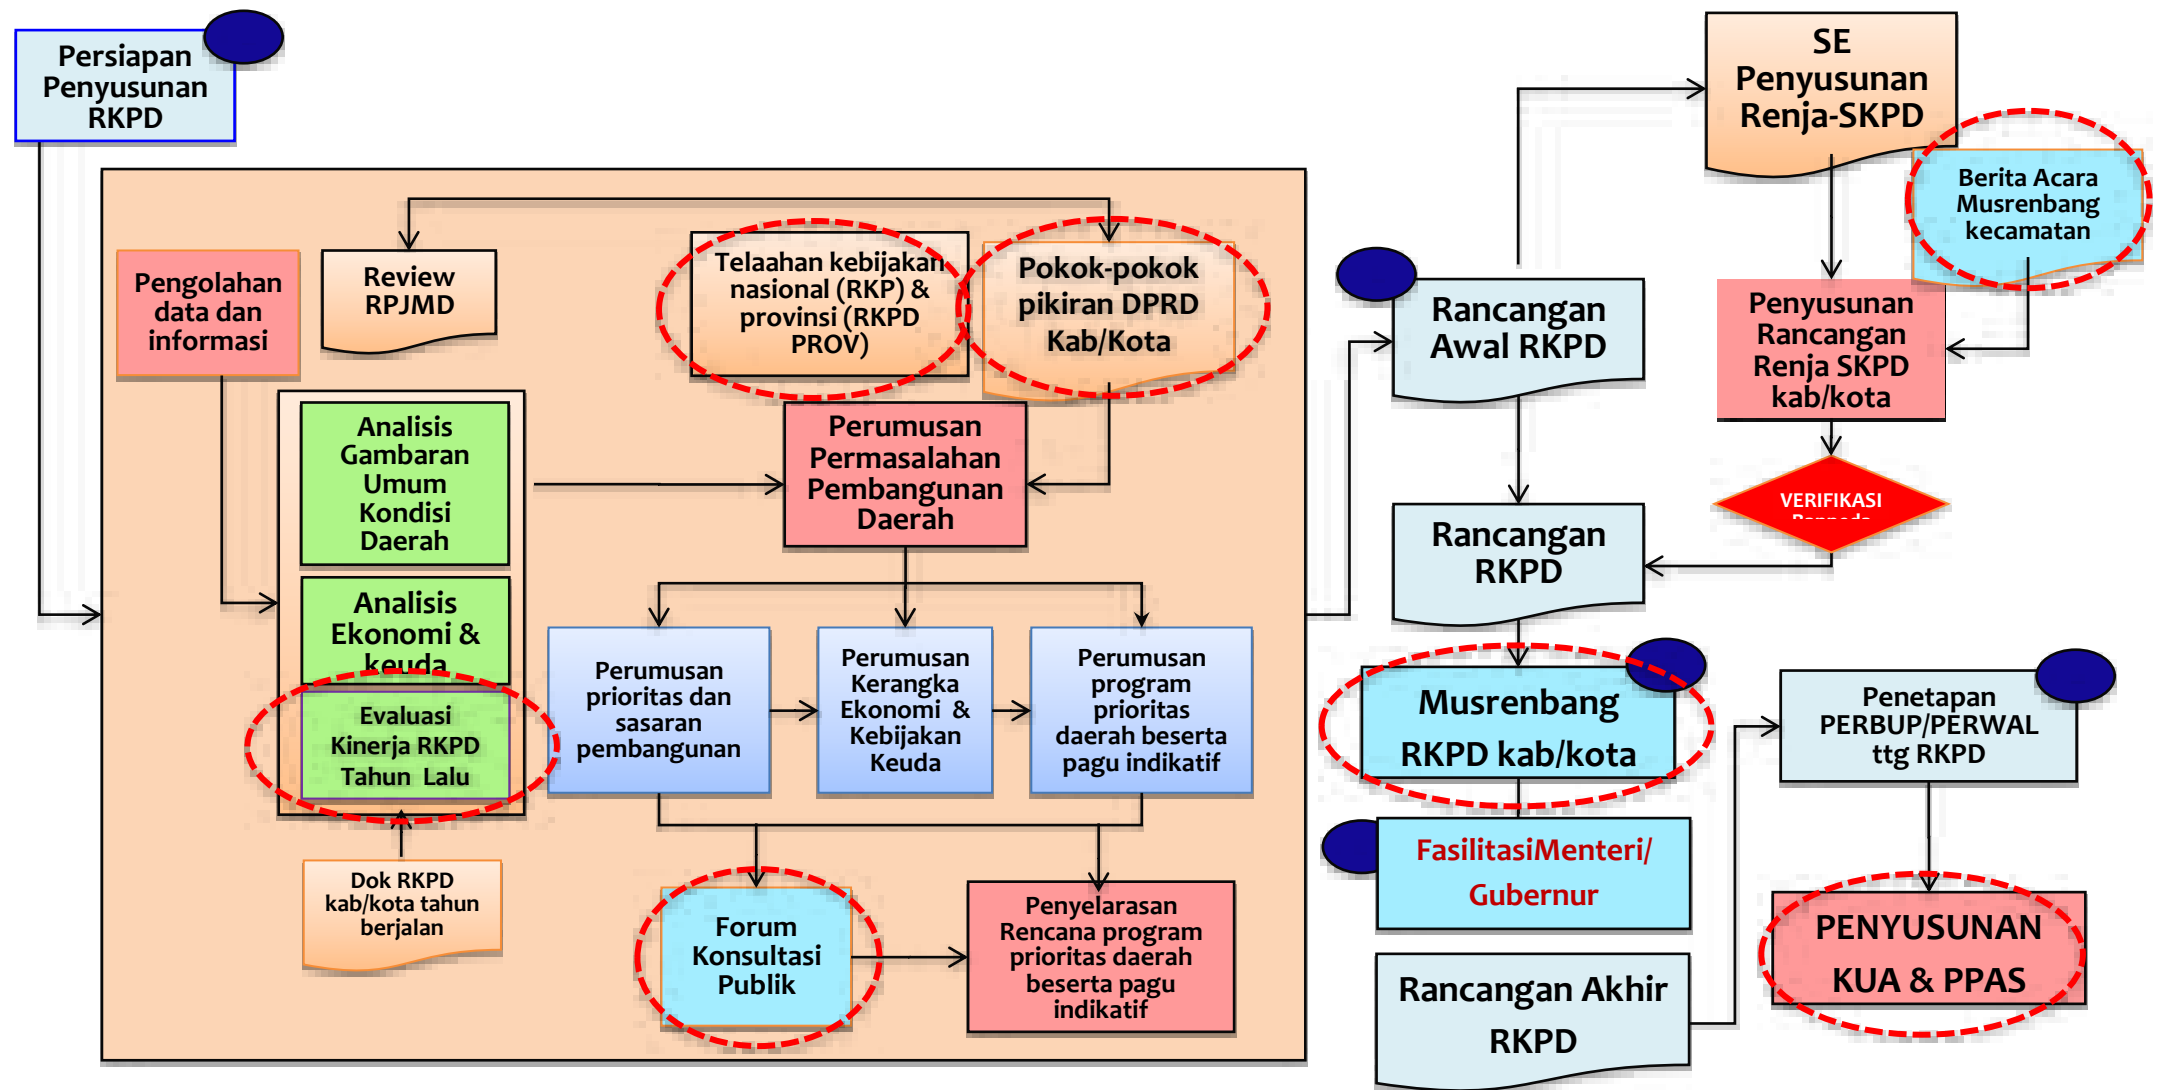 Persiapan
Penyusunan
RKPD
SE
Penyusunan
Renja-SKPD
Berita Acara
Musrenbang
kecamatan
Pengolahan
data dan
informasi
Review
RPJMD
Telaahan kebijakan
nasional (RKP) &
provinsi (RKPD
PROV)
Pokok-pokok
pikiran DPRD
Kab/Kota
Rancangan
Awal RKPD
Penyusunan
Rancangan
Renja SKPD
kab/kota
Analisis
Gambaran
Umum
Kondisi
Daerah
Perumusan
Permasalahan
Pembangunan
Daerah
VERIFIKASI
Rancangan
RKPD
Analisis
Ekonomi &
keuda
Evaluasi
Kinerja RKPD
Tahun Lalu
Perumusan
prioritas dan
sasaran
pembangunan
Perumusan
Kerangka
Ekonomi &
Kebijakan
Keuda
Perumusan
program
prioritas
daerah beserta
pagu indikatif
Musrenbang
RKPD kab/kota
Penetapan
PERBUP/PERWAL
ttg RKPD
Dok RKPD
kab/kota tahun
berjalan
Forum
Konsultasi
Publik
Penyelarasan
Rencana program
prioritas daerah
beserta pagu
indikatif
FasilitasiMenteri/
Gubernur
Rancangan Akhir
RKPD
PENYUSUNAN
KUA & PPAS